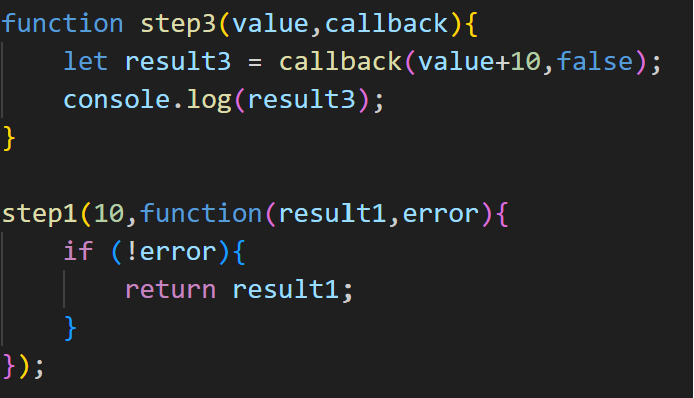 function step3(value,callback){
    let result3 = callback(value+10,false);
    console.log(result3);
}

step1(10,function(result1,error){
    if (!error){
        return result1;
    }
});